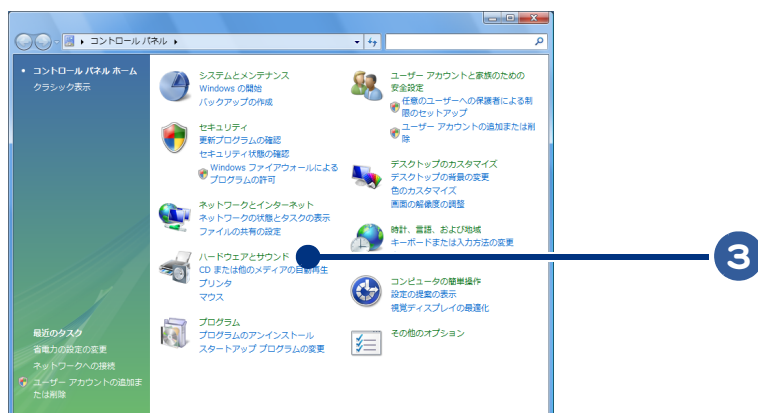 コントロール パネル
コントロール パネル ホーム
クラシック表示
システムとメンテナンス
Windows の開始
バックアップの作成
セキュリティ
更新プログラムの確認
セキュリティ状態の確認
Windows ファイアウォールによる
プログラムの許可
ネットワークとインターネット
ネットワークの状態とタスクの表示
ファイルの共有の設定
ハードウェアとサウンド
CD または他のメディアの自動再生
プリンタ
マウス
プログラム
プログラムのアンインストール
スタートアップ プログラムの変更
ユーザー アカウントと家族のための
安全設定
任意のユーザーへの保護者による制
限のセットアップ
ユーザー アカウントの追加または削
除
デスクトップのカスタマイズ
デスクトップの背景の変更
色のカスタマイズ
画面の解像度の調整
時計、言語、および地域
キーボードまたは入力方法の変更
コンピュータの簡単操作
設定の提案の表示
視覚ディスプレイの最適化
その他のオプション
3
最近のタスク
省電力の設定の変更
ネットワークへの接続
ユーザー アカウントの追加ま
たは削除